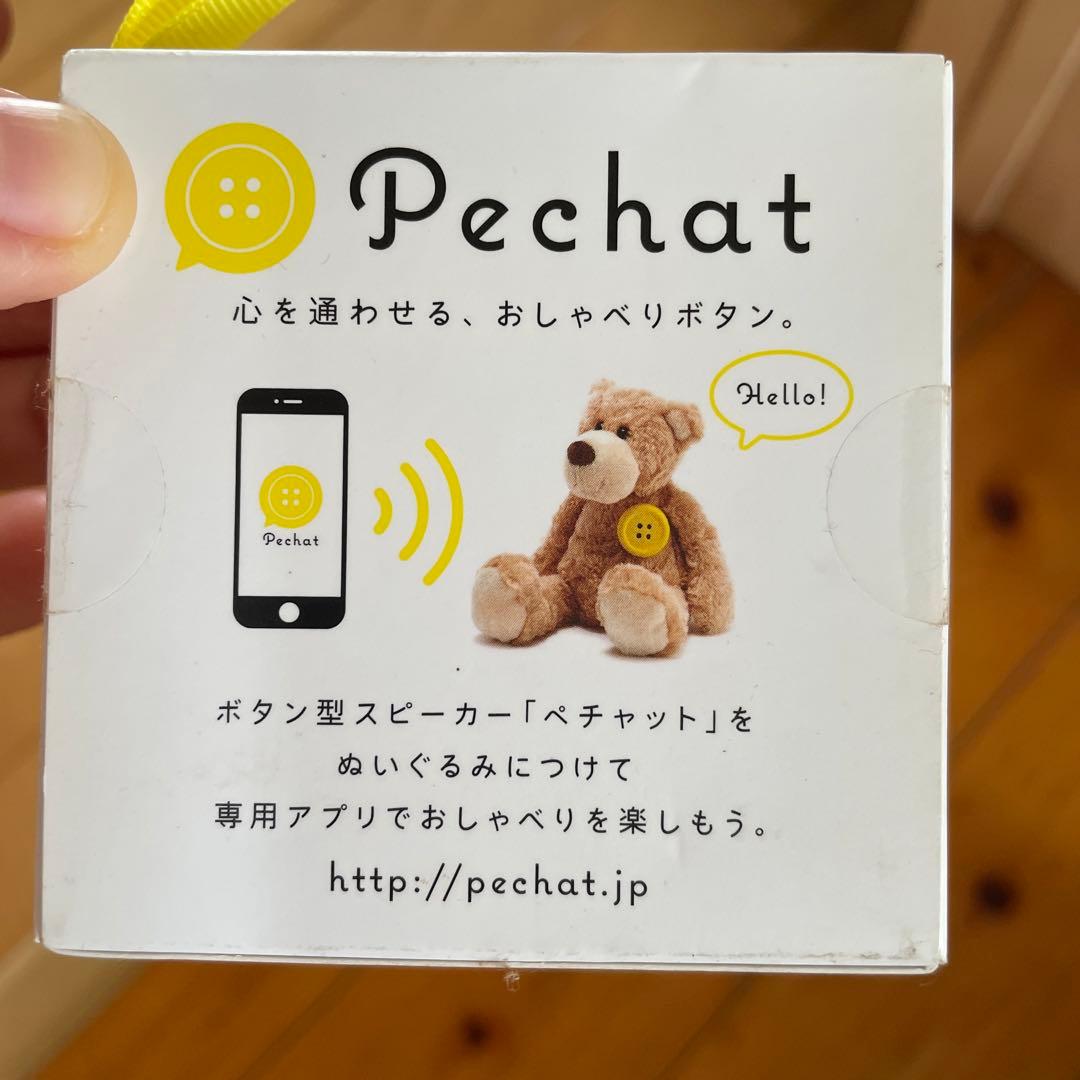 Pechat
心を通わせる、おしゃべりボタン。
Hello!
Pechat
ボタン型スピーカー「ペチャット」を
ぬいぐるみにつけて
専用アプリでおしゃべりを楽しもう。
http://pechat.jp